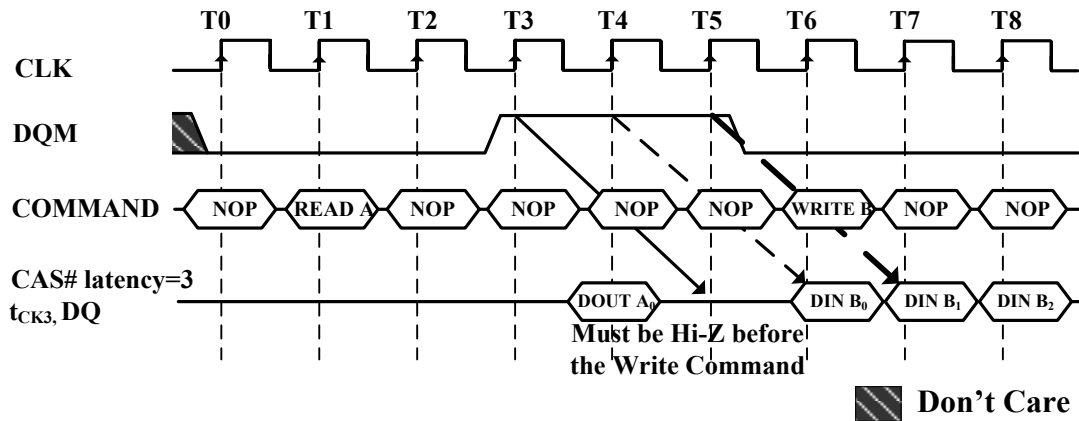 T0 T1 T2 T3 T4 T5 T6 T7 T8
CLK
DQM
COMMAND NOP READ A NOP NOP NOP NOP WRITE B NOP NOP
CAS# latency=3
tCK3, DQ DOUT A0 DIN B0 DIN B1 DIN B2
Must be Hi-Z before
the Write Command
Don't Care